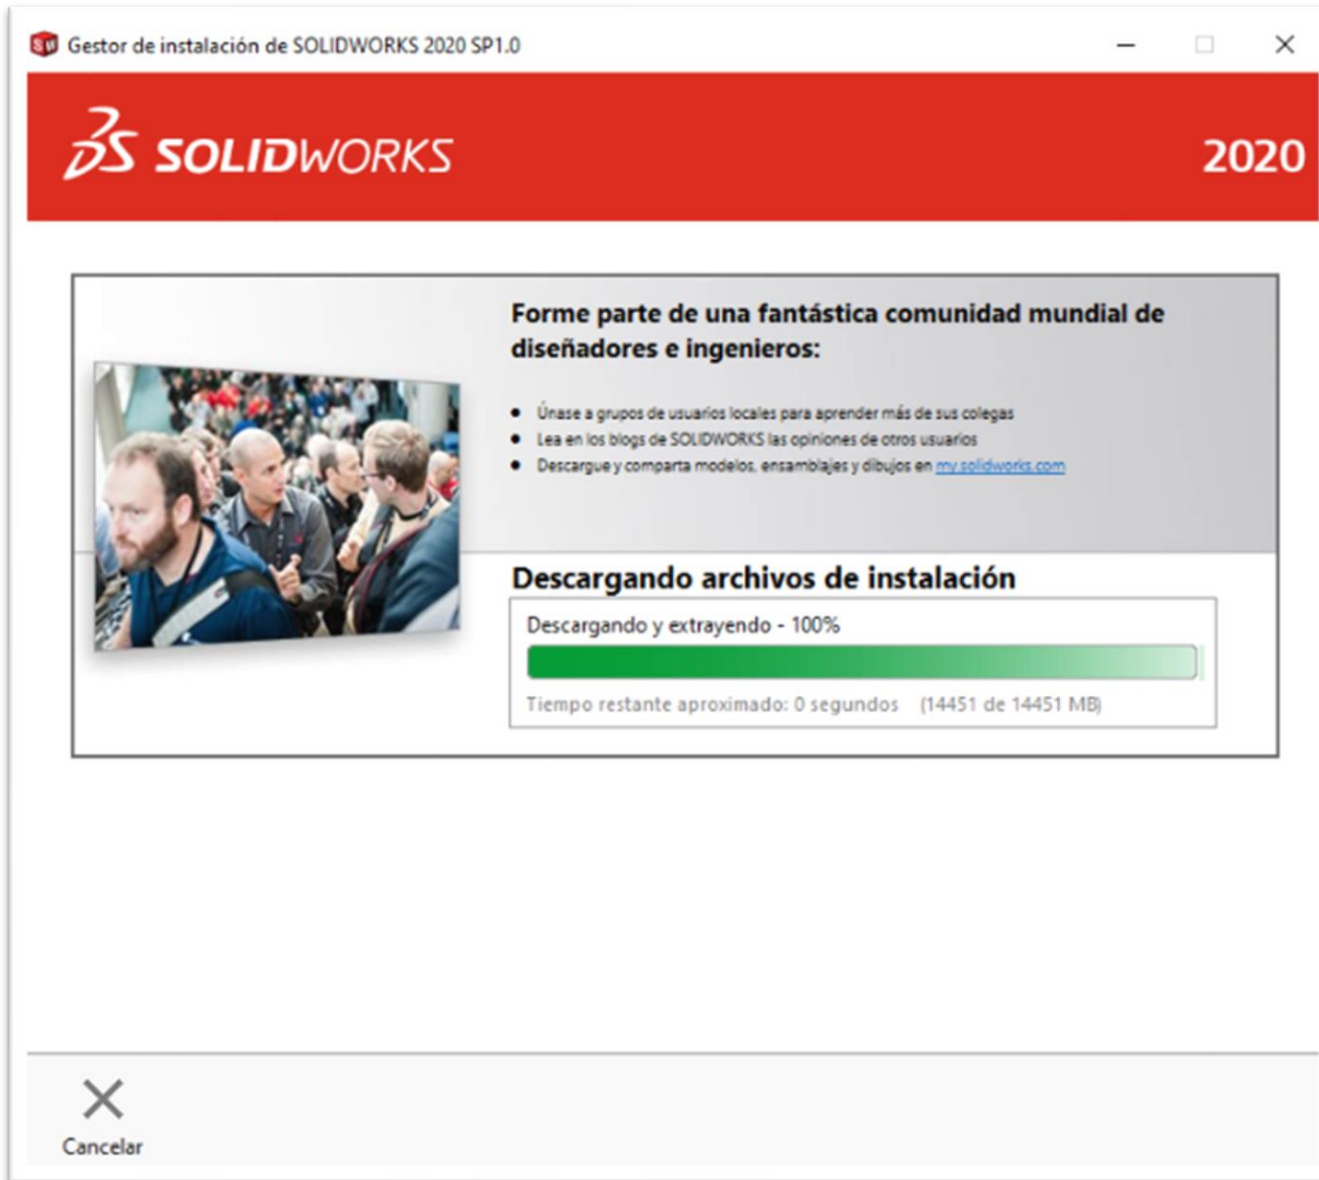 Gestor de instalación de SOLIDWORKS 2020 SP1.0
SOLIDWORKS
2020
Forme parte de una fantástica comunidad mundial de
diseñadores e ingenieros:
● Únase a grupos de usuarios locales para aprender más de sus colegas
● Lea en los blogs de SOLIDWORKS las opiniones de otros usuarios
● Descargue y comparta modelos, ensamblajes y dibujos en my.solidworks.com
Descargando archivos de instalación
Descargando y extrayendo - 100%
Tiempo restante aproximado: 0 segundos (14451 de 14451 MB)
Cancelar